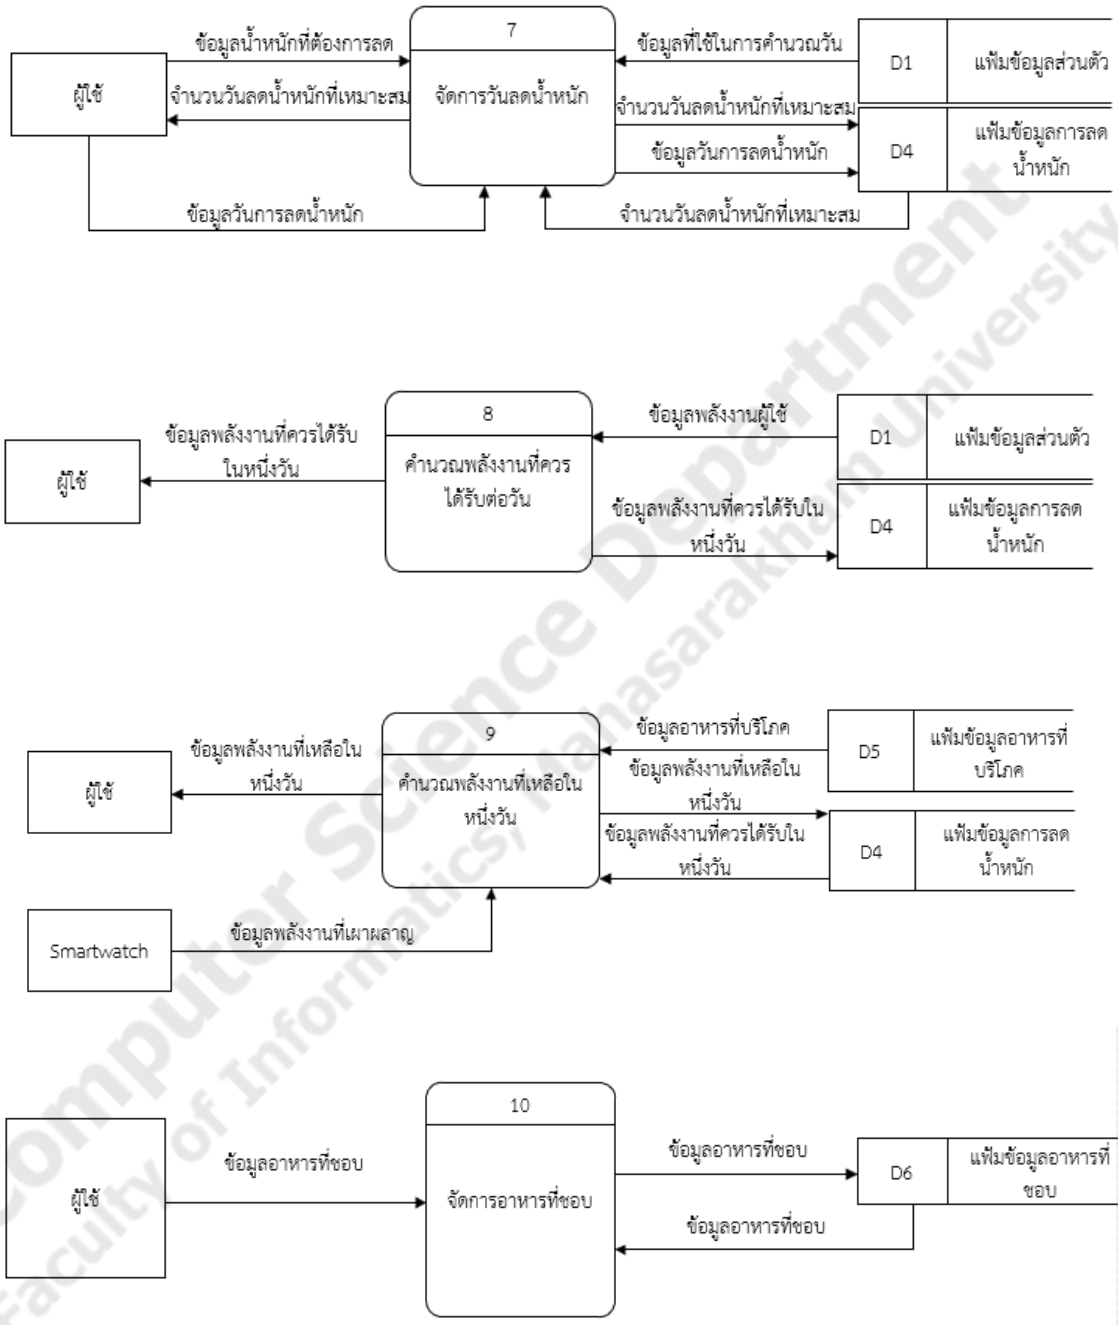 7
ข้อมูลน้ำหนักที่ต้องการลด
ข้อมูลที่ใช้ในการคำนวณวัน
ผู้ใช้
จัดการวันลดน้ำหนัก
D1
แฟ้มข้อมูลส่วนตัว
จำนวนวันลดน้ำหนักที่เหมาะสม
จำนวนวันลดน้ำหนักที่เหมาะสม
ข้อมูลวันการลดน้ำหนัก
D4
แฟ้มข้อมูลการลด
น้ำหนัก
ข้อมูลวันการลดน้ำหนัก
จำนวนวันลดน้ำหนักที่เหมาะสม
8
ข้อมูลพลังงานที่ควรได้รับ
ในหนึ่งวัน
ข้อมูลพลังงานผู้ใช้
ผู้ใช้
คำนวณพลังงานที่ควร
ได้รับต่อวัน
D1
แฟ้มข้อมูลส่วนตัว
ข้อมูลพลังงานที่ควรได้รับใน
หนึ่งวัน
D4
แฟ้มข้อมูลการลด
น้ำหนัก
9
ข้อมูลพลังงานที่เหลือใน
หนึ่งวัน
ข้อมูลอาหารที่บริโภค
D5
แฟ้มข้อมูลอาหารที่
บริโภค
ผู้ใช้
คำนวณพลังงานที่เหลือใน
หนึ่งวัน
ข้อมูลพลังงานที่เหลือใน
หนึ่งวัน
ข้อมูลพลังงานที่ควรได้รับใน
หนึ่งวัน
D4
แฟ้มข้อมูลการลด
น้ำหนัก
Smartwatch
ข้อมูลพลังงานที่เผาผลาญ
10
ข้อมูลอาหารที่ชอบ
ข้อมูลอาหารที่ชอบ
ผู้ใช้
จัดการอาหารที่ชอบ
D6
แฟ้มข้อมูลอาหารที่
ชอบ
ข้อมูลอาหารที่ชอบ
Computer Science Department
Faculty of Informatics, Mahasarakham University